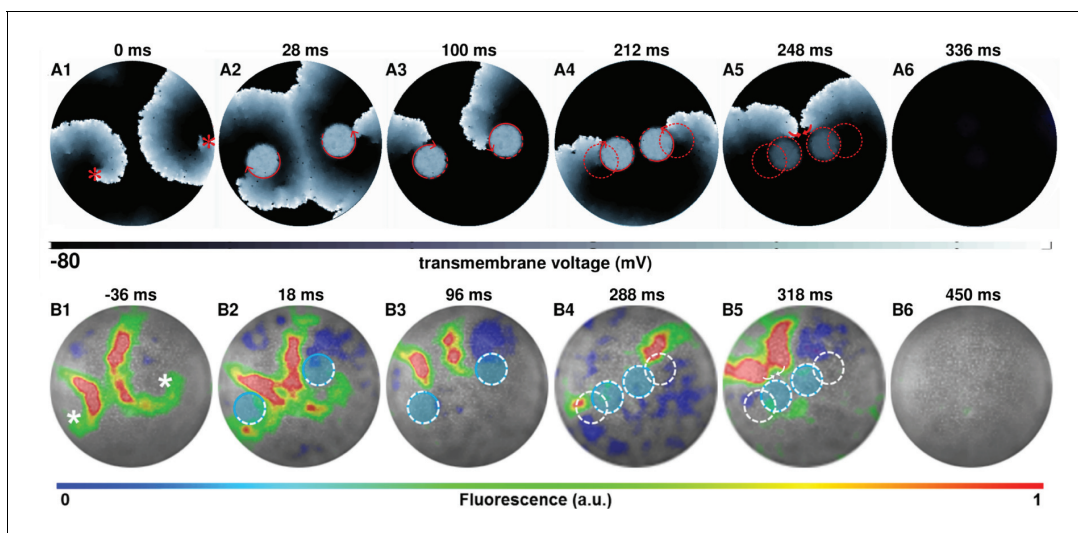 0 ms 28 ms 100 ms 212 ms 248 ms 336 ms
A1 A2 A3 A4 A5 A6
* *
-80
transmembrane voltage (mV)
-36 ms 18 ms 96 ms 288 ms 318 ms 450 ms
B1 B2 B3 B4 B5 B6
* *
0 Fluorescence (a.u.) 1